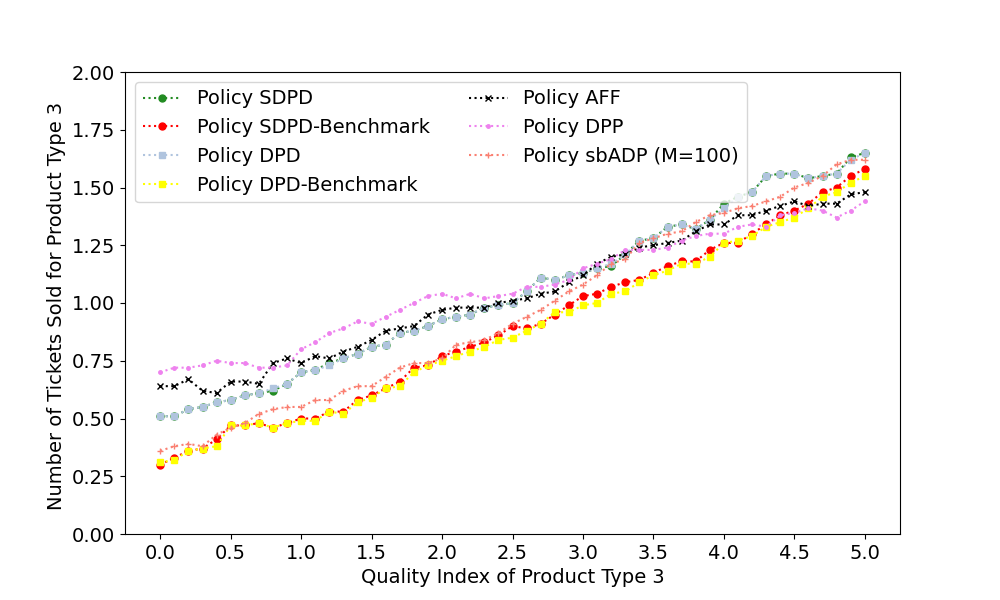 2.00
1.75
1.50
1.25
1.00
0.75
0.50
0.25
0.00
Number of Tickets Sold for Product Type 3
Policy SDPD
Policy SDPD-Benchmark
Policy DPD
Policy DPD-Benchmark
Policy AFF
Policy DPP
Policy sbADP (M=100)
0.0 0.5 1.0 1.5 2.0 2.5 3.0 3.5 4.0 4.5 5.0
Quality Index of Product Type 3